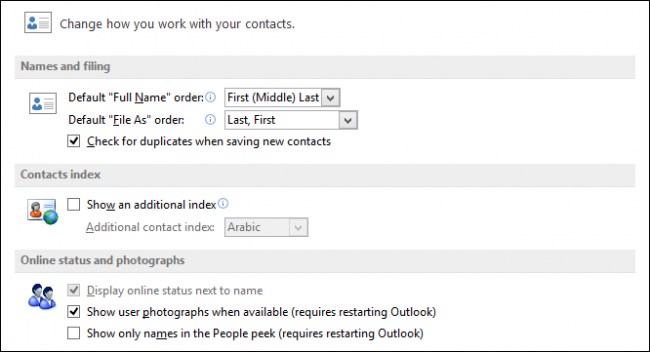 Change how you work with your contacts.
Names and filing
Default "Full Name" order: First (Middle) Last
Default "File As" order: Last, First
Check for duplicates when saving new contacts
Contacts index
Show an additional index
Additional contact index: Arabic
Online status and photographs
Display online status next to name
Show user photographs when available (requires restarting Outlook)
Show only names in the People peek (requires restarting Outlook)